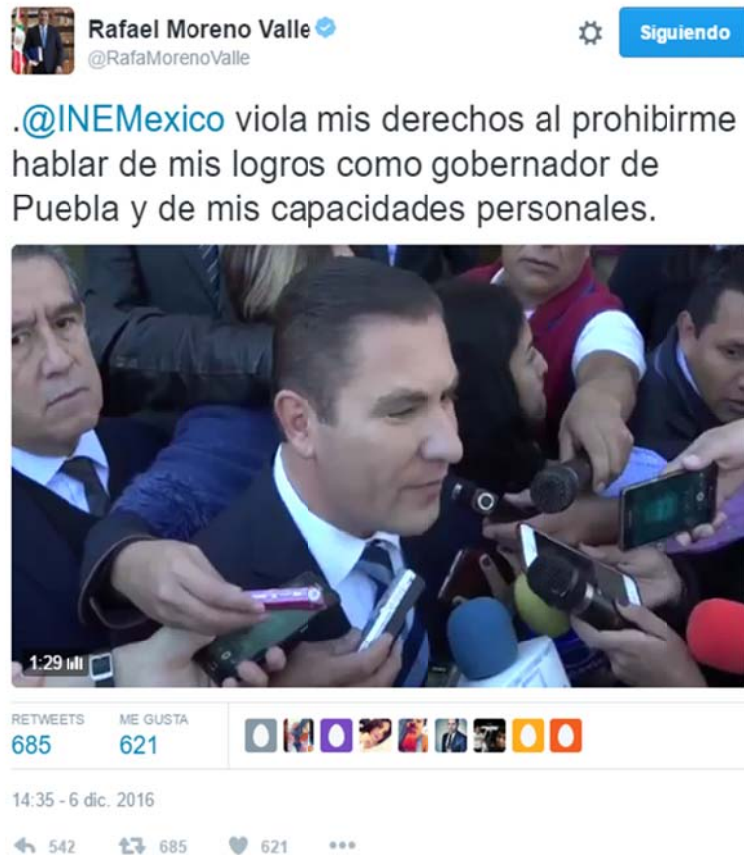 Rafael Moreno Valle
@RafaMorenoValle
Siguiendo
.@INEMexico viola mis derechos al prohibirme
hablar de mis logros como gobernador de
Puebla y de mis capacidades personales.
1:29
RETWEETS
685
ME GUSTA
621
14:35 - 6 dic. 2016
542 685 621